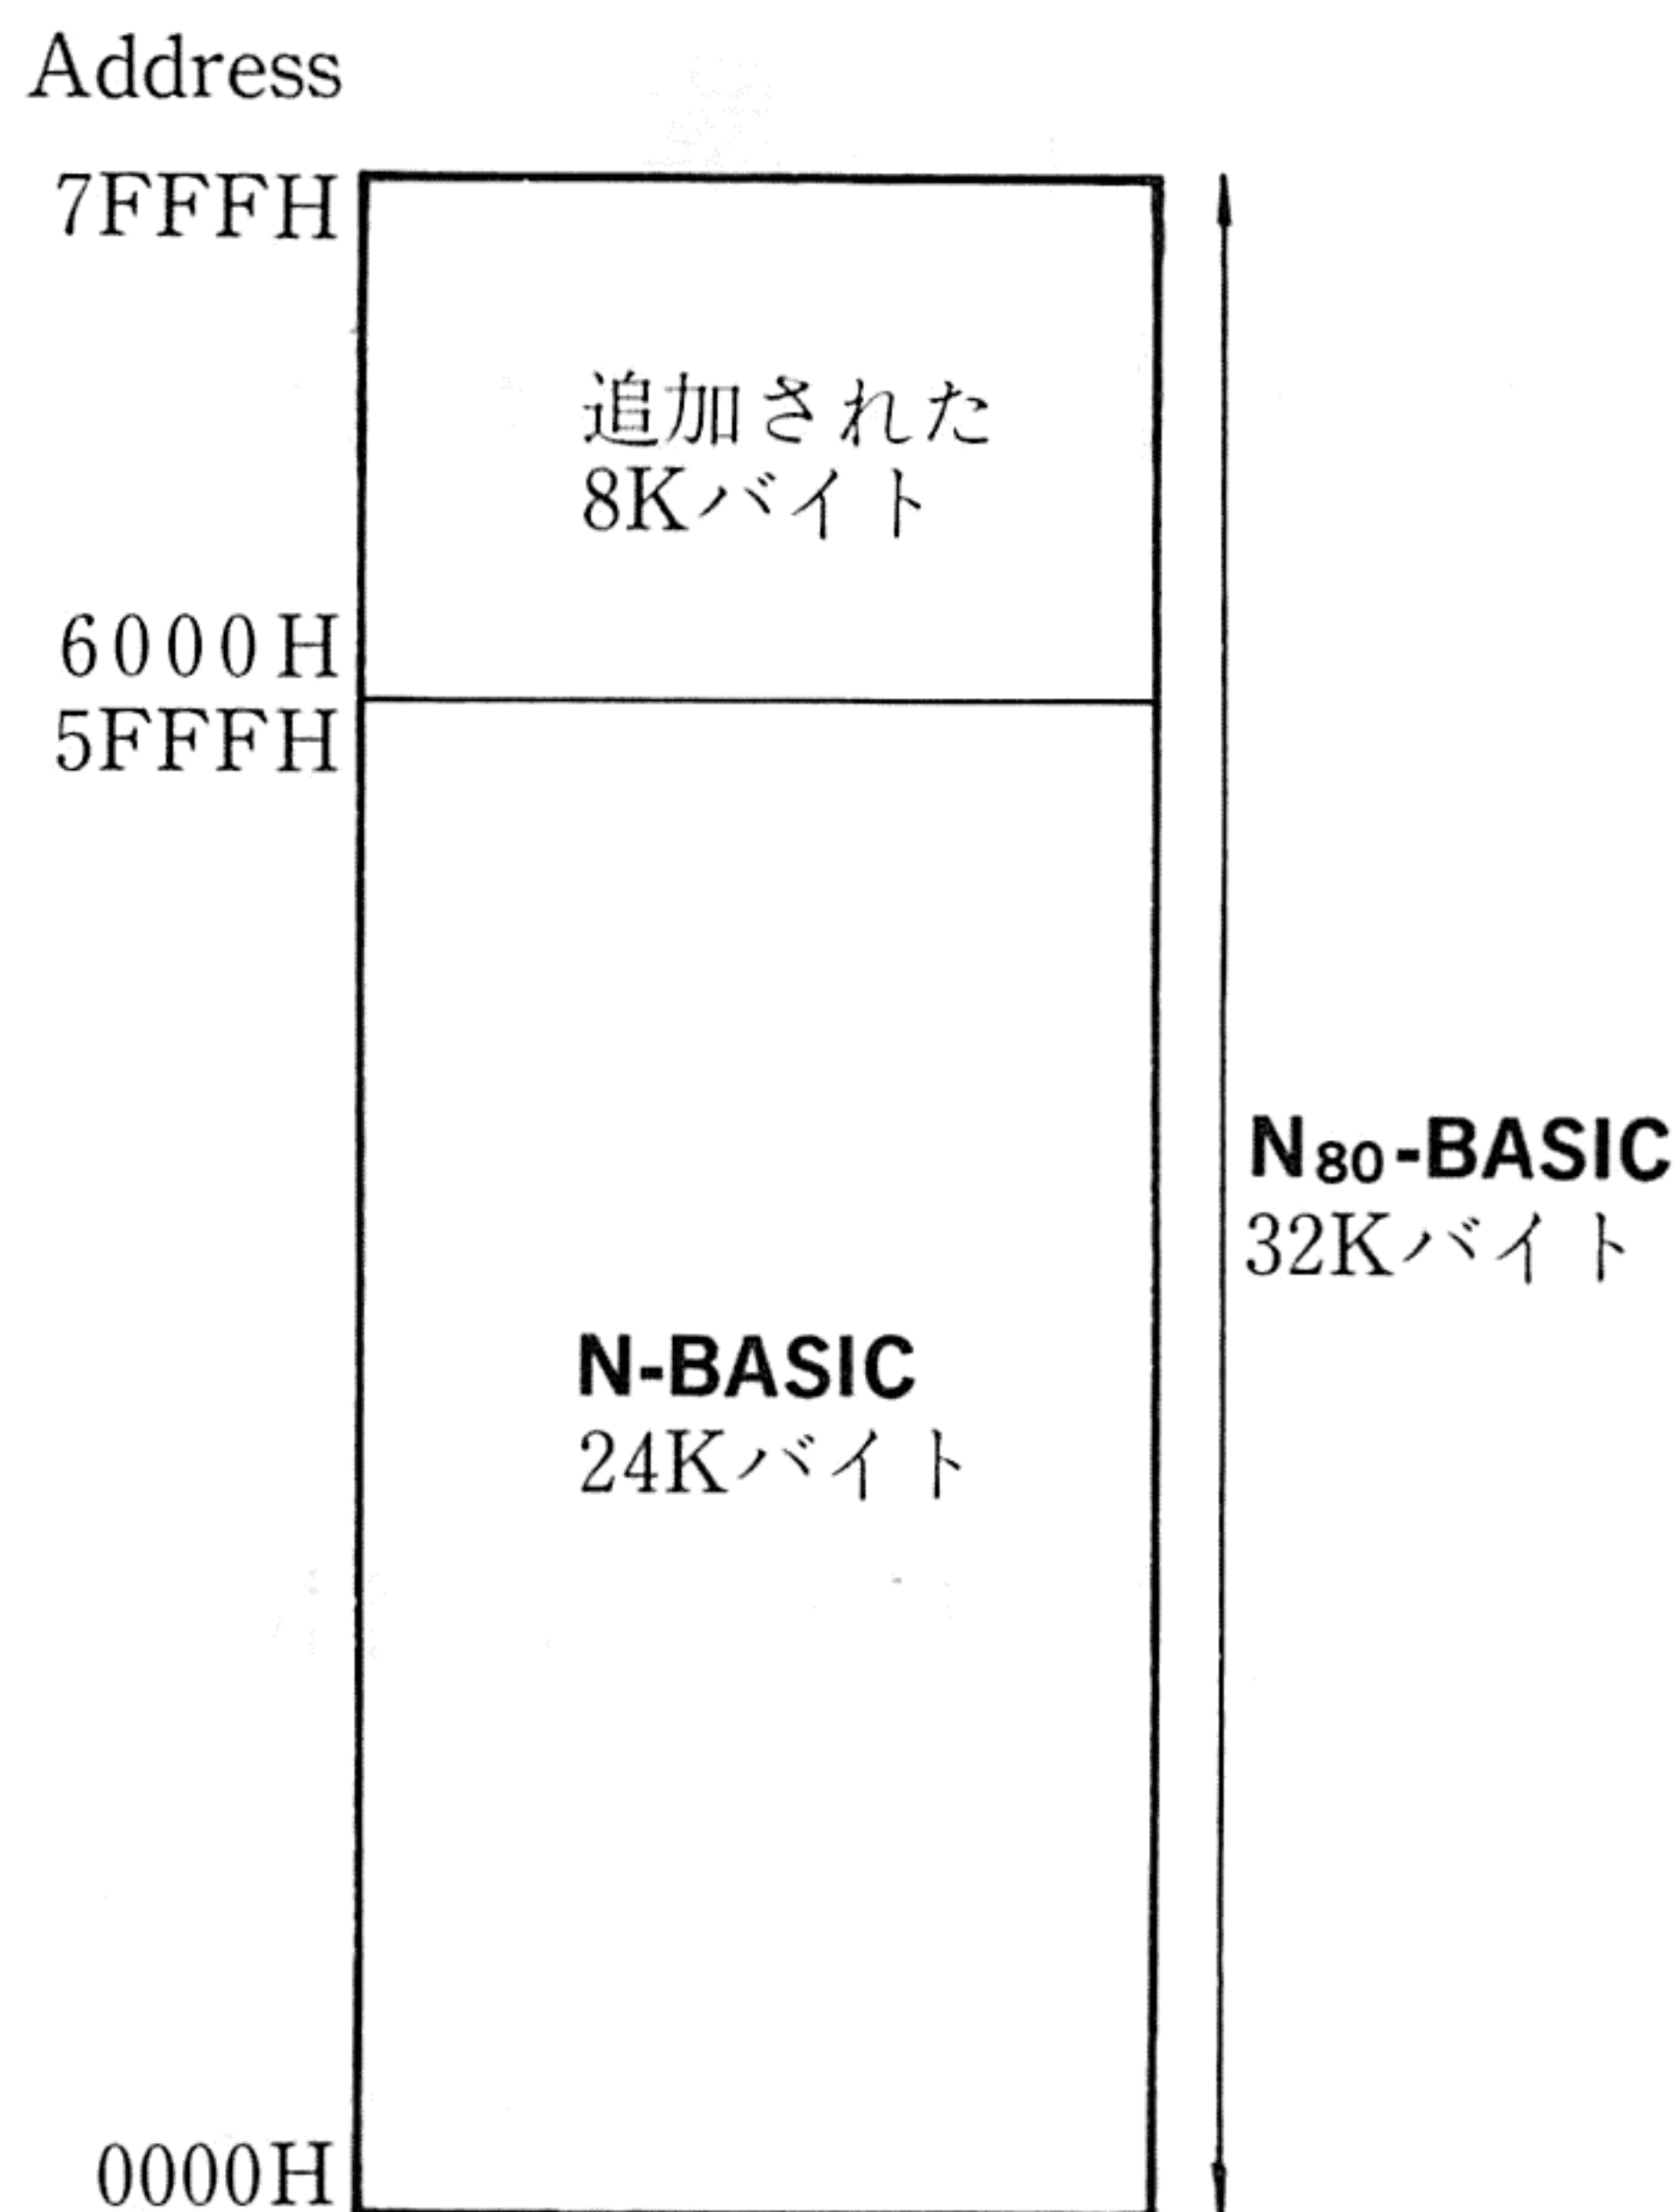 Address
7FFFH
追加された
8Kバイト
6000H
5FFFH
N80-BASIC
32Kバイト
N-BASIC
24Kバイト
0000H